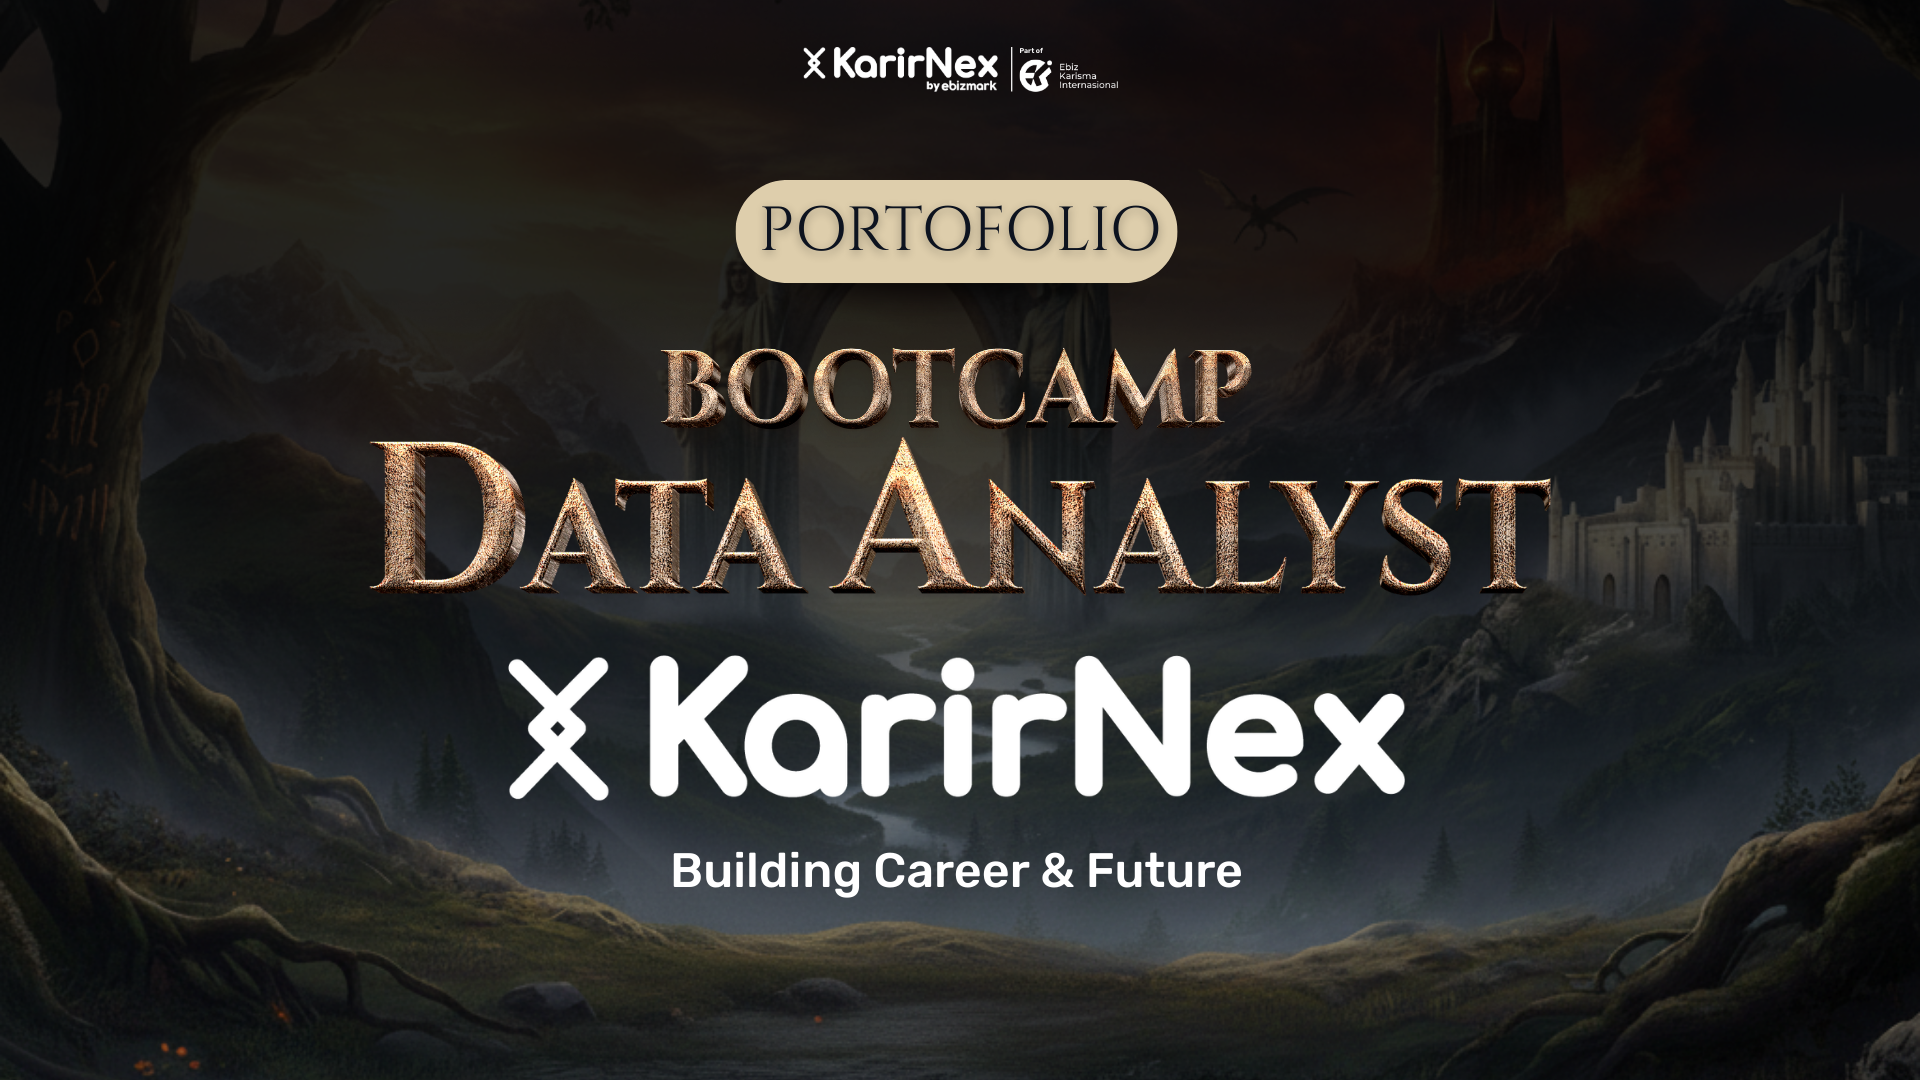 KarirNex
by ebizmark
Part of
Ebiz
Karisma
Internasional
PORTOFOLIO
BOOTCAMP
DATA ANALYST
KarirNex
Building Career & Future